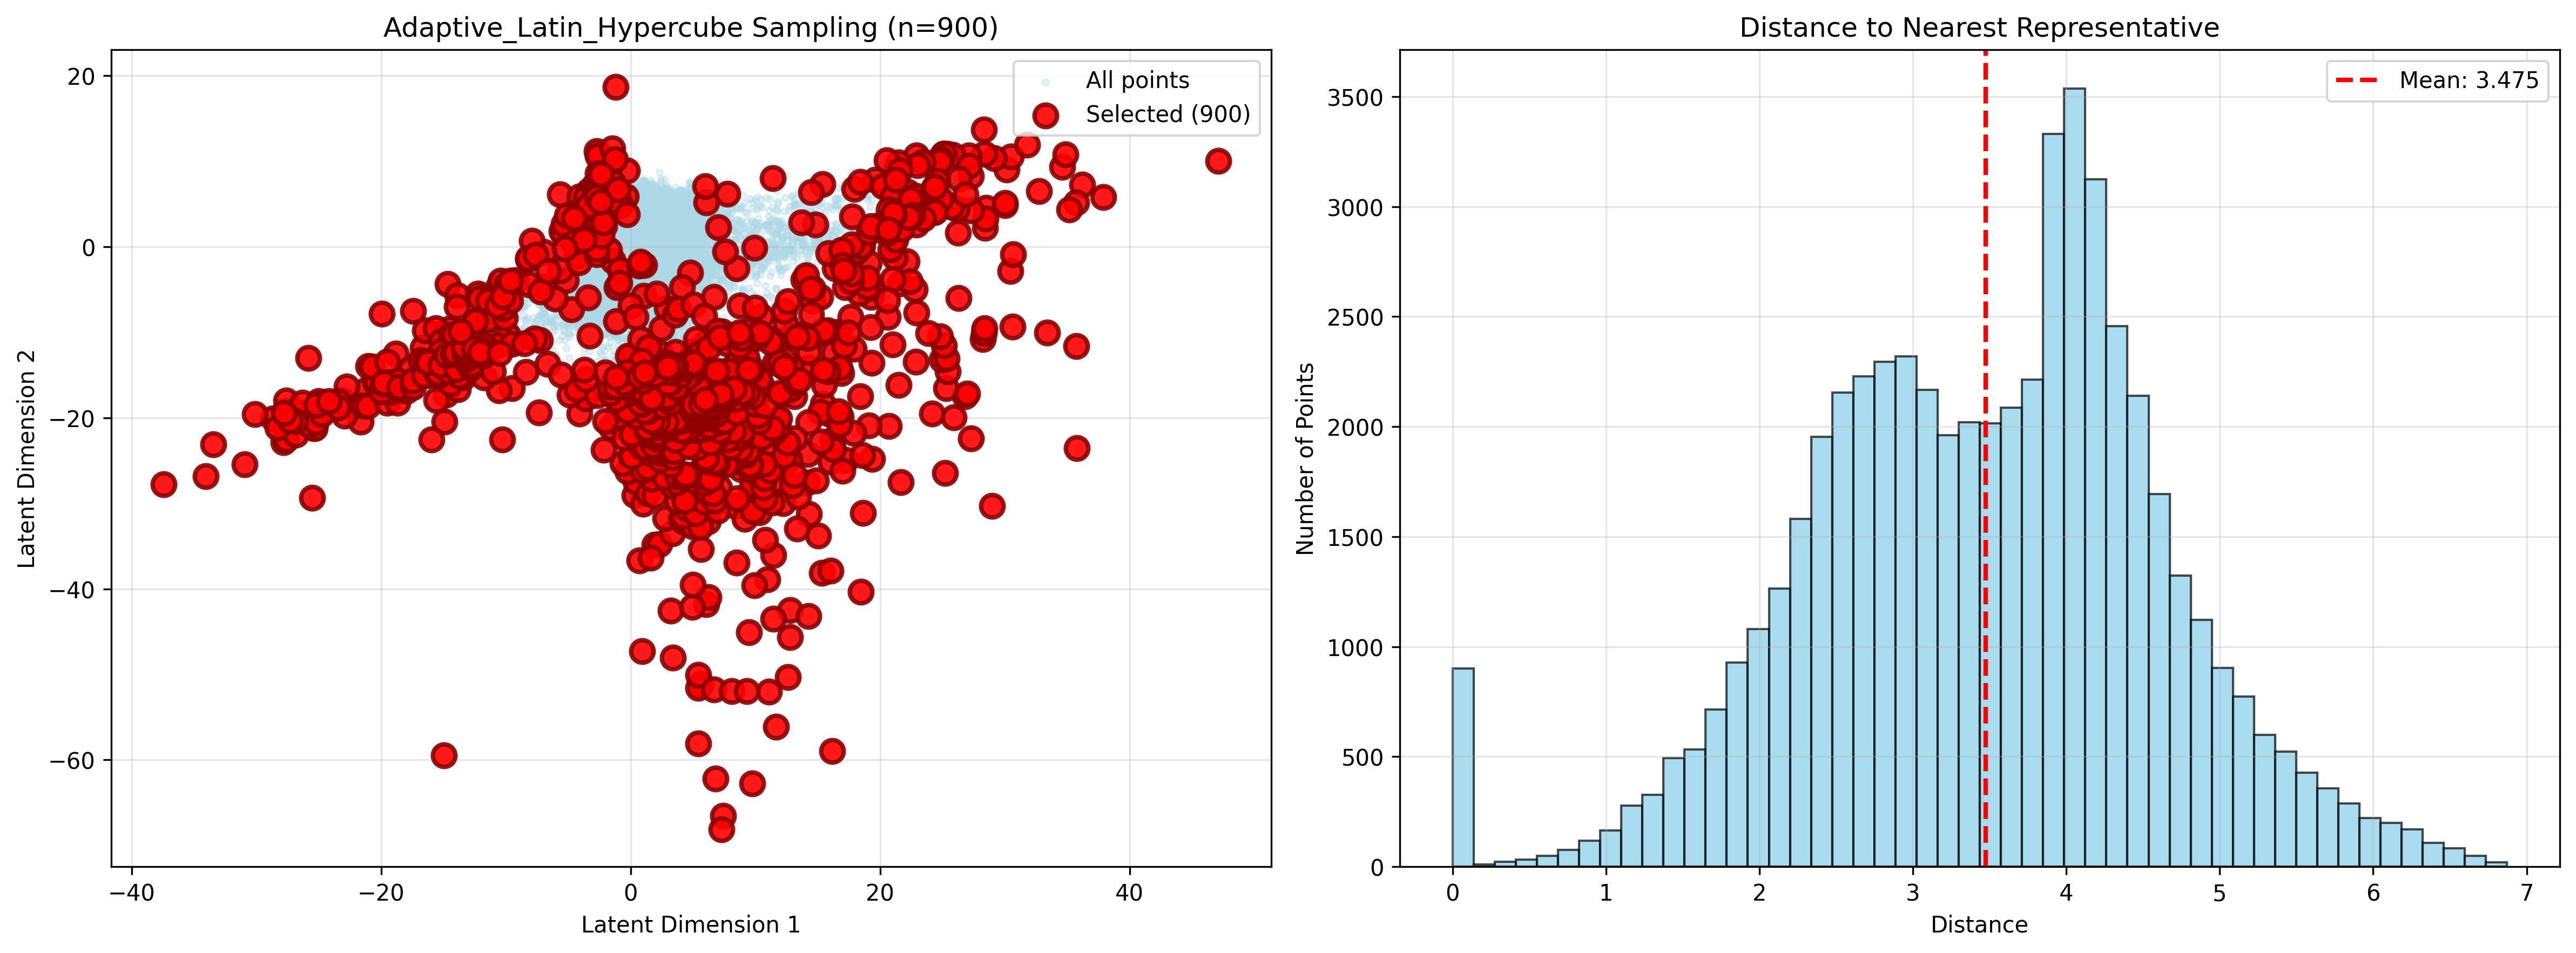 Adaptive_Latin_Hypercube Sampling (n=900)
All points
Selected (900)
20
0
−20
−40
−60
Latent Dimension 2
−40
−20
0
20
40
Latent Dimension 1
Distance to Nearest Representative
Mean: 3.475
3500
3000
2500
2000
1500
1000
500
0
Number of Points
0
1
2
3
4
5
6
7
Distance